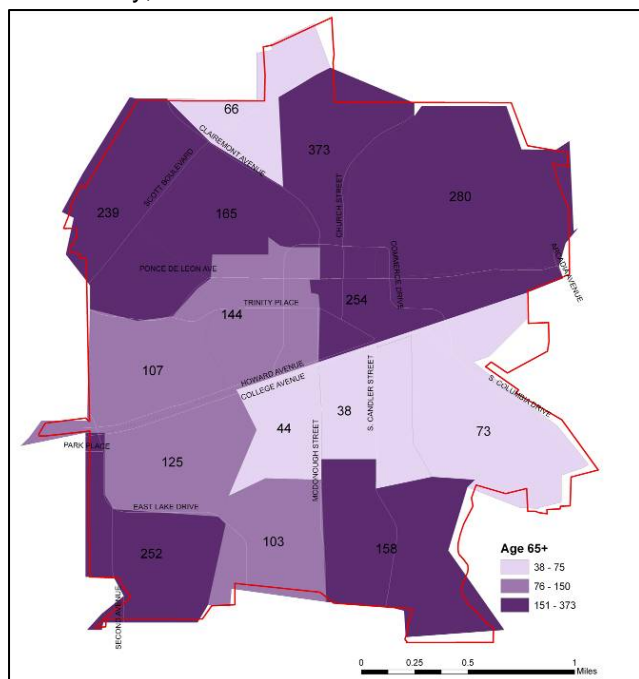 66
CLAIREMONT AVENUE
373
SCOTT BOULEVARD
CHURCH STREET
280
239
165
COMMERCE DRIVE
ARCADIA AVENUE
PONCE DE LEON AVE
254
TRINITY PLACE
144
107
HOWARD AVENUE
COLLEGE AVENUE
S. CANDLER STREET
S. COLUMBIA DRIVE
38
44
73
MCDONOUGH STREET
PARK PLACE
125
EAST LAKE DRIVE
103
158
252
SECOND AVENUE
Age 65+
38 - 75
76 - 150
151 - 373
0 0.25 0.5 1
Miles